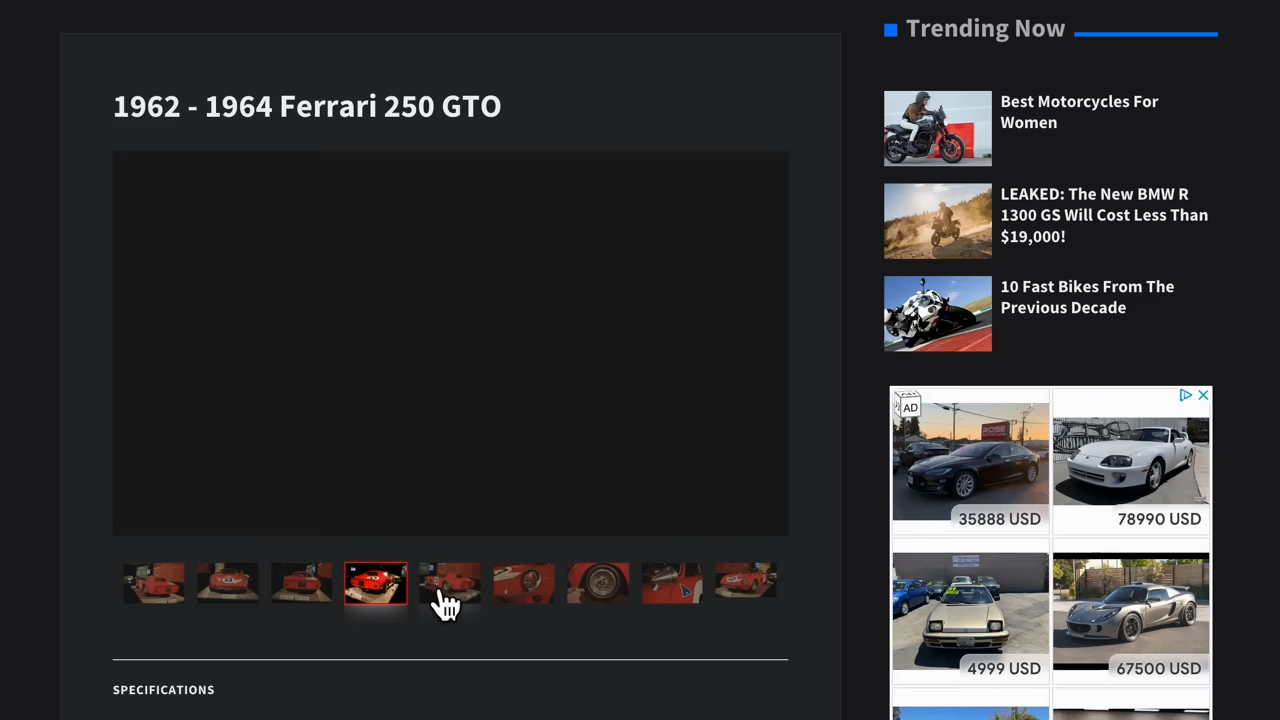 Trending Now
1962 - 1964 Ferrari 250 GTO
Best Motorcycles For
Women
LEAKED: The New BMW R
1300 GS Will Cost Less Than
$19,000!
10 Fast Bikes From The
Previous Decade
AD
ROSE
35888 USD
78990 USD
4999 USD
67500 USD
SPECIFICATIONS